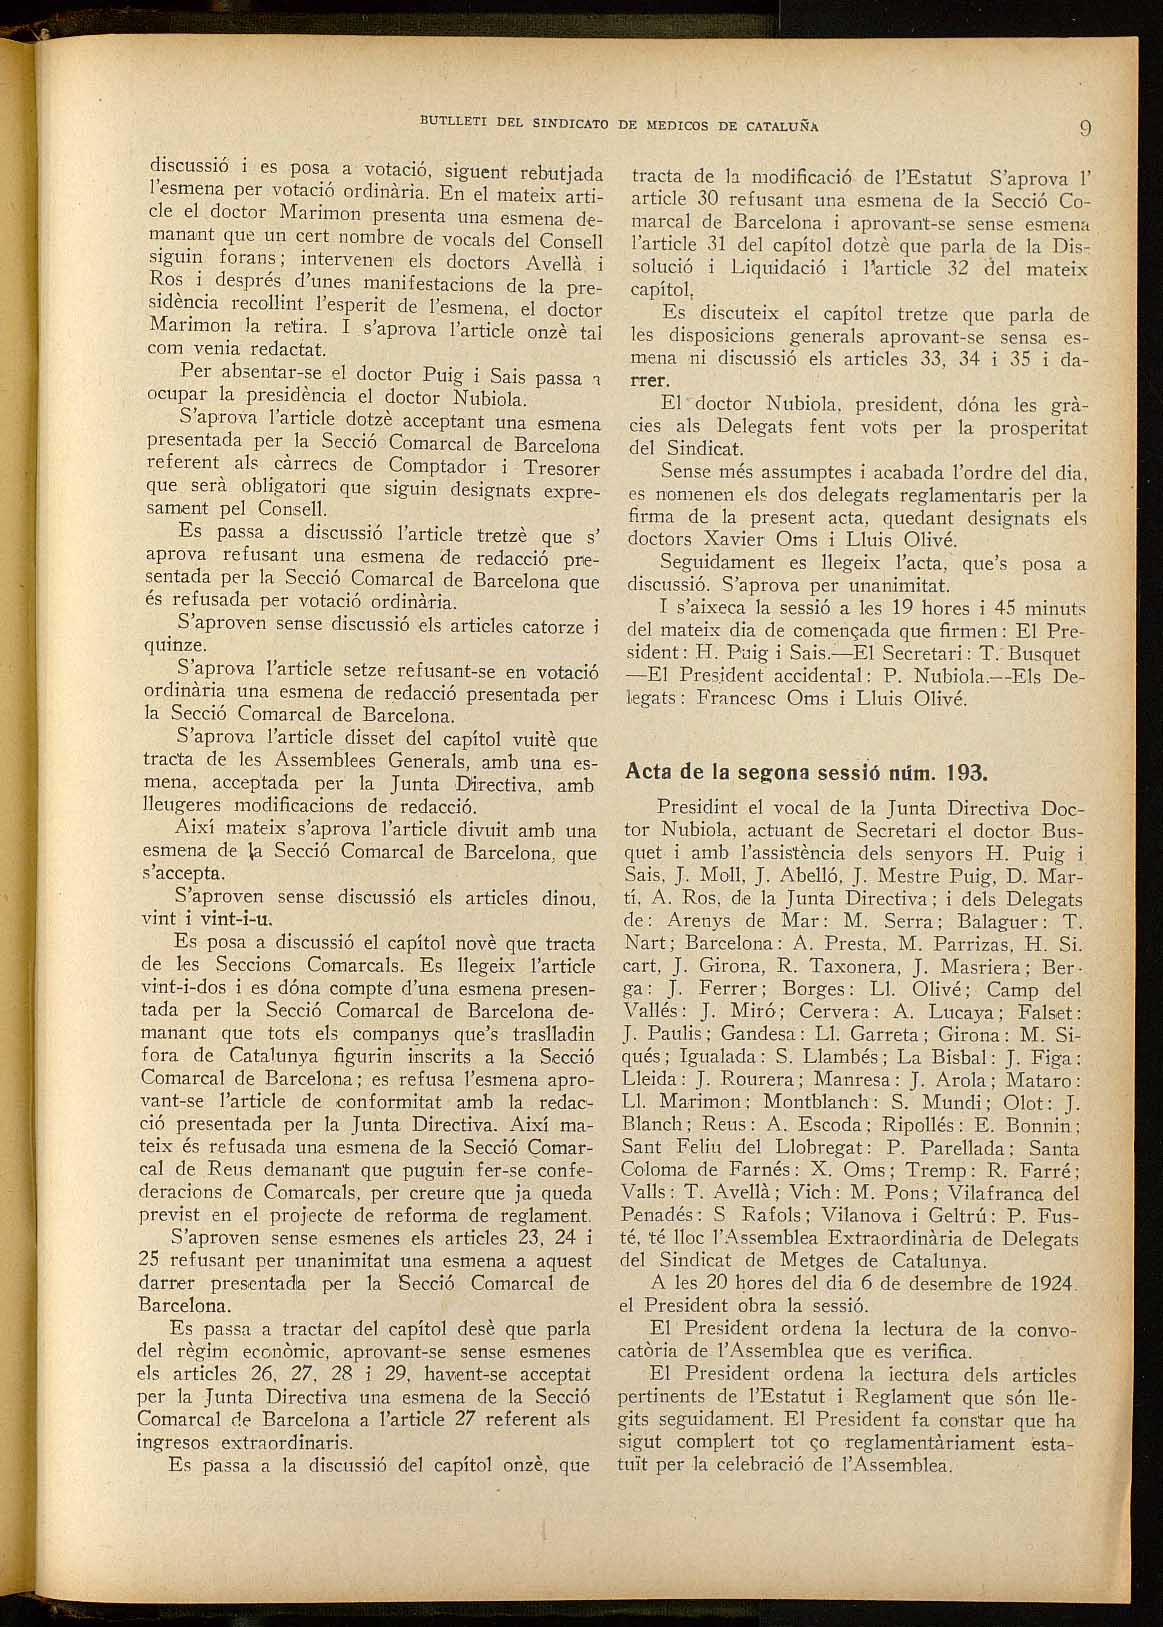 BUTLLETI DEL SINDICATO DE MEDICOS DE CATALUÑA
9
discussió i es posa a votació, siguent rebutjada
l'esmena per votació ordinària. En el mateix arti-
cle el doctor Marimon presenta una esmena de-
manant que un cert nombre de vocals del Consell
siguin forans; intervenen els doctors Avellà i
Ros i després d'unes manifestacions de la pre-
sidència recollint l'esperit de l'esmena, el doctor
Marimon la retira. I s'aprova l'article onzè tal
com venia redactat.
Per absentar-se el doctor Puig i Sais passa a
ocupar la presidència el doctor Nubiola.
S'aprova l'article dotzè acceptant una esmena
presentada per la Secció Comarcal de Barcelona
referent als càrrecs de Comptador i Tresorer
que serà obligatori que siguin designats expre-
sament pel Consell.
Es passa a discussió l'article tretzè que s'
aprova refusant una esmena de redacció pre-
sentada per la Secció Comarcal de Barcelona que
és refusada per votació ordinària.
S'aproven sense discussió els articles catorze i
quinze.
S'aprova l'article setze refusant-se en votació
ordinària una esmena de redacció presentada per
la Secció Comarcal de Barcelona.
S'aprova l'article disset del capítol vuitè que
tracta de les Assemblees Generals, amb una es-
mena, acceptada per la Junta Directiva, amb
lleugeres modificacions de redacció.
Així mateix s'aprova l'article divuit amb una
esmena de la Secció Comarcal de Barcelona, que
s'accepta.
S'aproven sense discussió els articles dinou,
vint i vint-i-u.
Es posa a discussió el capítol novè que tracta
de les Seccions Comarcals. Es llegeix l'article
vint-i-dos i es dóna compte d'una esmena presen-
tada per la Secció Comarcal de Barcelona de-
manant que tots els companys que's traslladin
fora de Catalunya figurin inscrits a la Secció
Comarcal de Barcelona; es refusa l'esmena apro-
vant-se l'article de conformitat amb la redac-
ció presentada per la Junta Directiva. Així ma-
teix és refusada una esmena de la Secció Comar-
cal de Reus demanant que puguin fer-se confe-
deracions de Comarcals, per creure que ja queda
previst en el projecte de reforma de reglament.
S'aproven sense esmenes els articles 23, 24 i
25 refusant per unanimitat una esmena a aquest
darrer presentada per la Secció Comarcal de
Barcelona.
Es passa a tractar del capítol desè que parla
del règim econòmic, aprovant-se sense esmenes
els articles 26, 27, 28 i 29, havent-se acceptat
per la Junta Directiva una esmena de la Secció
Comarcal de Barcelona a l'article 27 referent als
ingresos extraordinaris.
Es passa a la discussió del capítol onzè, que
tracta de la modificació de l'Estatut S'aprova l'
article 30 refusant una esmena de la Secció Co-
marcal de Barcelona i aprovant-se sense esmena
l'article 31 del capítol dotzè que parla de la Dis-
solució i Liquidació i l'article 32 del mateix
capítol.
Es discuteix el capítol tretze que parla de
les disposicions generals aprovant-se sensa es-
mena ni discussió els articles 33, 34 i 35 i da-
rrer.
El doctor Nubiola, president, dóna les grà-
cies als Delegats fent vots per la prosperitat
del Sindicat.
Sense més assumptes i acabada l'ordre del dia,
es nomenen els dos delegats reglamentaris per la
firma de la present acta, quedant designats els
doctors Xavier Oms i Lluis Olivé.
Seguidament es llegeix l'acta, que's posa a
discussió. S'aprova per unanimitat.
I s'aixeca la sessió a les 19 hores i 45 minuts
del mateix dia de començada que firmen: El Pre-
sident: H. Puig i Sais.—El Secretari: T. Busquet
—El President accidental: P. Nubiola.—Els De-
legats: Francesc Oms i Lluis Olivé.
Acta de la segona sessió núm. 193.
Presidint el vocal de la Junta Directiva Doc-
tor Nubiola, actuant de Secretari el doctor Bus-
quet i amb l'assistència dels senyors H. Puig i
Sais, J. Moll, J. Abelló, J. Mestre Puig, D. Mar-
tí, A. Ros, de la Junta Directiva; i dels Delegats
de: Arenys de Mar: M. Serra; Balaguer: T.
Nart; Barcelona: A. Presta, M. Parrizas, H. Si-
cart, J. Girona, R. Taxonera, J. Masriera; Ber-
ga: J. Ferrer; Borges: Ll. Olivé; Camp del
Vallés: J. Miró; Cervera: A. Lucaya; Falset:
J. Paulis; Gandesa: Ll. Garreta; Girona: M. Si-
qués; Igualada: S. Llambés; La Bisbal: J. Figa;
Lleida: J. Rourera; Manresa: J. Arola; Mataro:
Ll. Marimon; Montblanch: S. Mundi; Olot: J.
Blanch; Reus: A. Escoda; Ripollés: E. Bonnin;
Sant Feliu del Llobregat: P. Parellada; Santa
Coloma de Farnés: X. Oms; Tremp: R. Farré;
Valls: T. Avellà; Vich: M. Pons; Vilafranca del
Penadés: S Rafols; Vilanova i Geltrú: P. Fus-
té, té lloc l'Assemblea Extraordinària de Delegats
del Sindicat de Metges de Catalunya.
A les 20 hores del dia 6 de desembre de 1924.
el President obra la sessió.
El President ordena la lectura de la convo-
catòria de l'Assemblea que es verifica.
El President ordena la lectura dels articles
pertinents de l'Estatut i Reglament que són lle-
gits seguidament. El President fa constar que ha
sigut complert tot ço reglamentàriament esta-
tuït per la celebració de l'Assemblea.